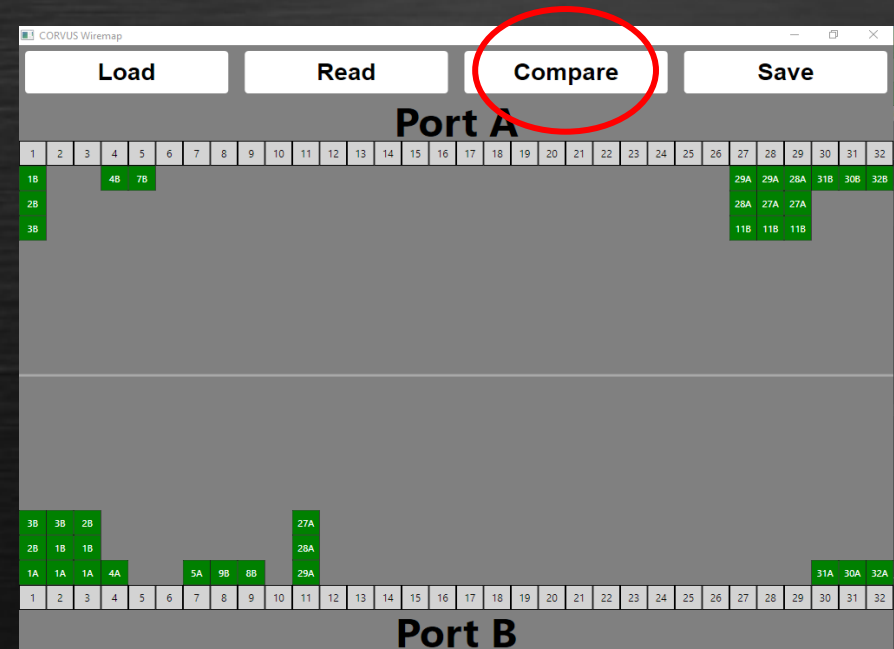 CORVUS Wiremap
Load Read Compare Save
Port A
1 2 3 4 5 6 7 8 9 10 11 12 13 14 15 16 17 18 19 20 21 22 23 24 25 26 27 28 29 30 31 32
1B 4B 7B 29A 29A 28A 31B 30B 32B
2B 28A 27A 27A
3B 11B 11B 11B
3B 3B 2B 27A
2B 1B 1B 28A
1A 1A 1A 4A 5A 9B 8B 29A 31A 30A 32A
1 2 3 4 5 6 7 8 9 10 11 12 13 14 15 16 17 18 19 20 21 22 23 24 25 26 27 28 29 30 31 32
Port B